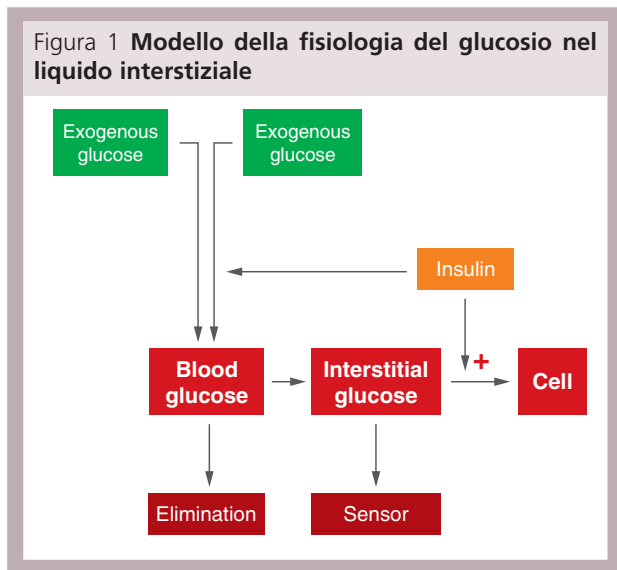 Figura 1 Modello della fisiologia del glucosio nel
liquido interstiziale
Exogenous
glucose
Exogenous
glucose
Insulin
Blood
glucose
Interstitial
glucose
+
Cell
Elimination
Sensor